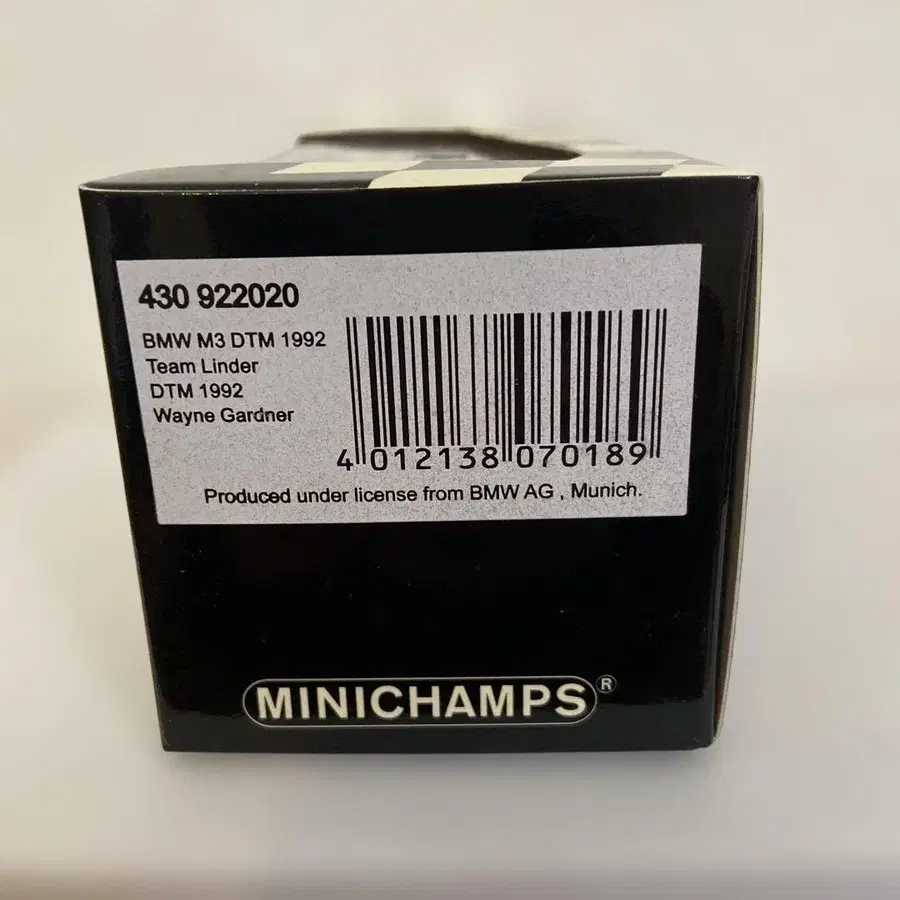 430 922020
BMW M3 DTM 1992
Team Linder
DTM 1992
Wayne Gardner
4 012138 070189
Produced under license from BMW AG , Munich.
MINICHAMPS®